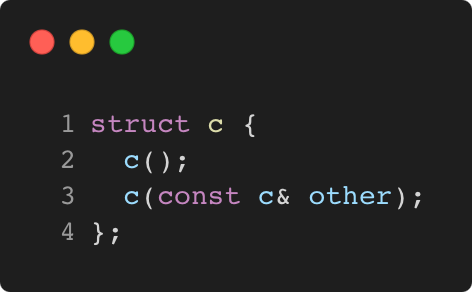 1 struct c {
2   c();
3   c(const c& other);
4 };